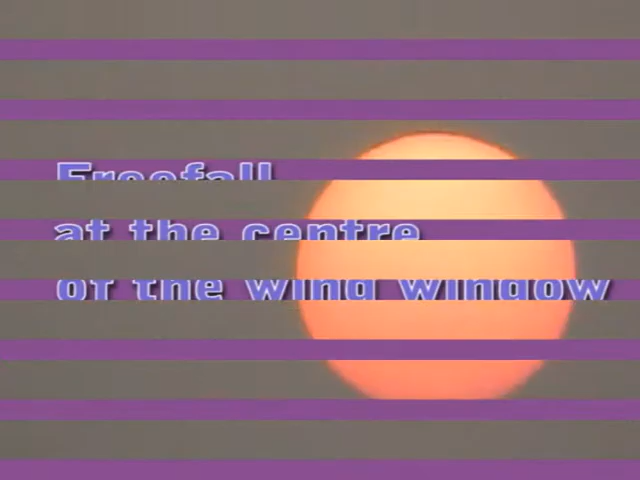 Freefall
at the centre
of the wind window